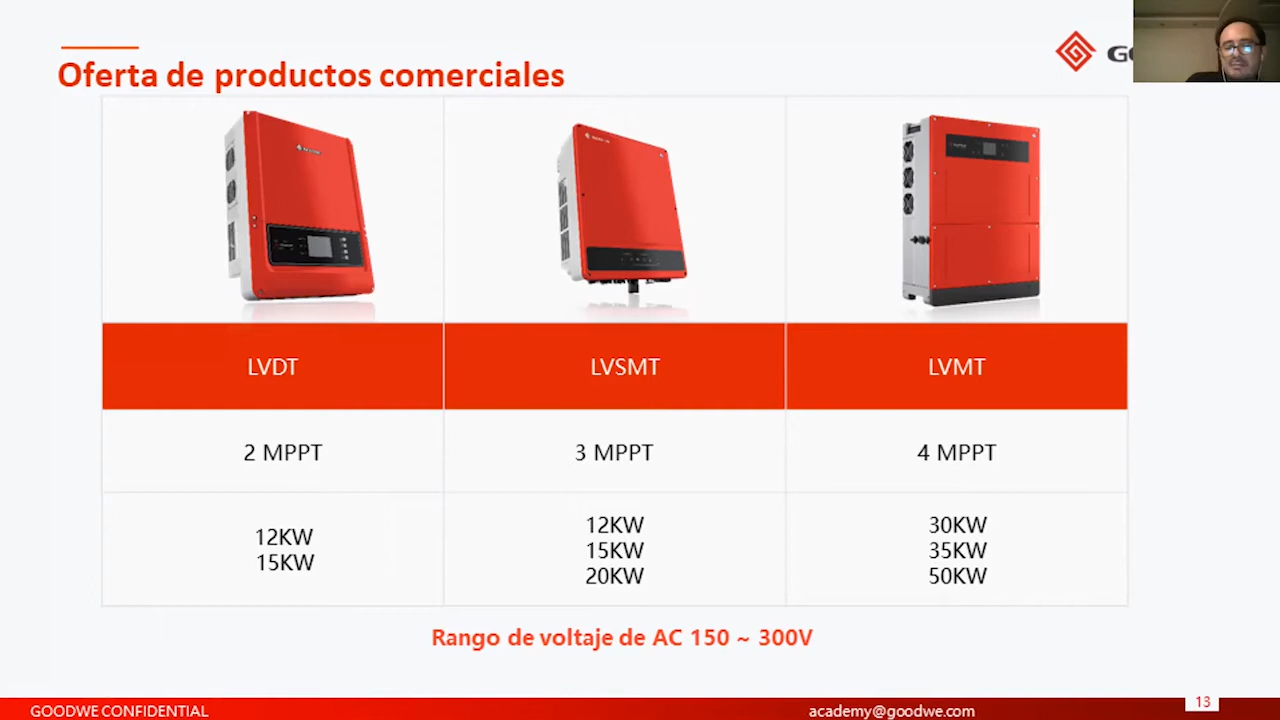 Oferta de productos comerciales
LVDT
LVSMT
LVMT
2 MPPT
3 MPPT
4 MPPT
12KW
15KW
12KW
15KW
20KW
30KW
35KW
50KW
Rango de voltaje de AC 150 ~ 300V
GOODWE CONFIDENTIAL
academy@goodwe.com
13